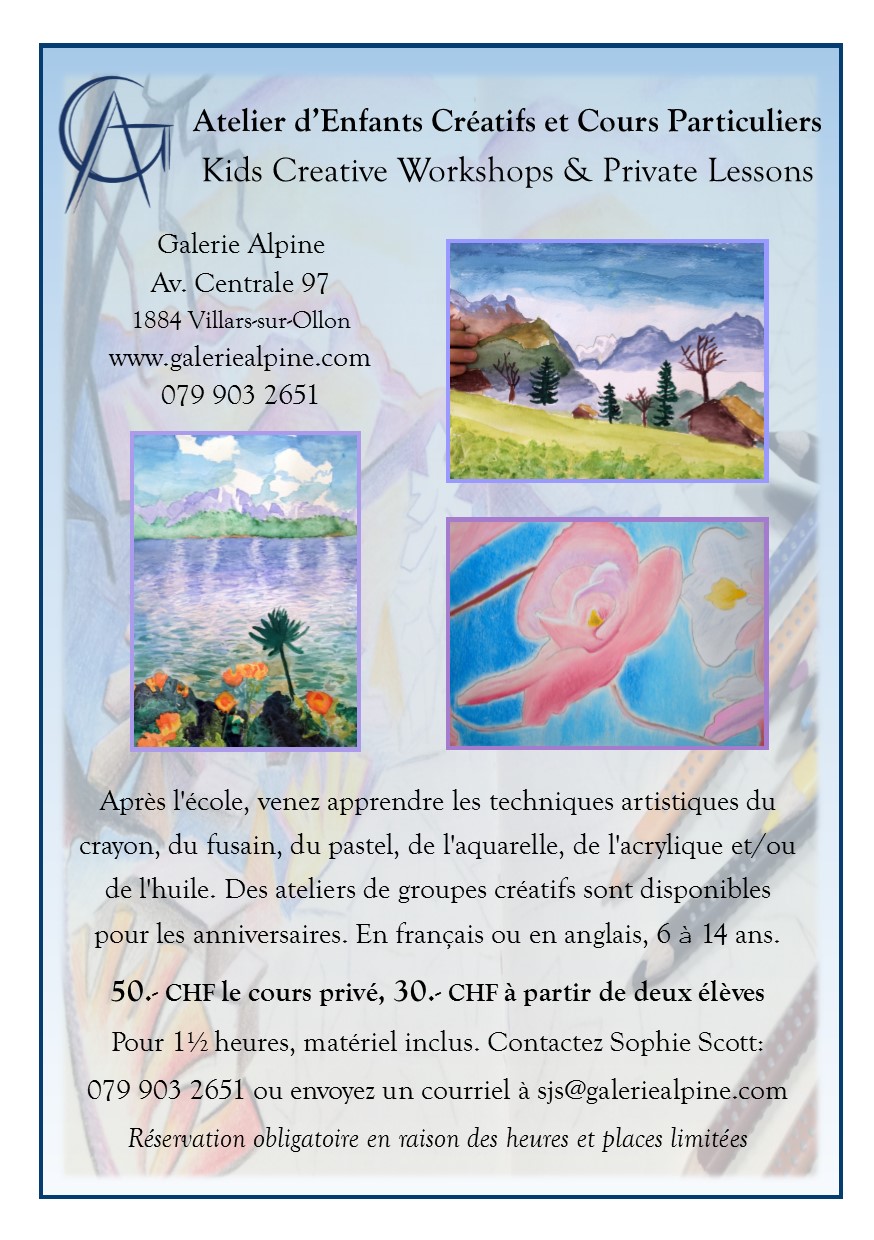 Atelier d’Enfants Créatifs et Cours Particuliers
Kids Creative Workshops & Private Lessons
Galerie Alpine
Av. Centrale 97
1884 Villars-sur-Ollon
www.galeriealpine.com
079 903 2651
Après l'école, venez apprendre les techniques artistiques du
crayon, du fusain, du pastel, de l'aquarelle, de l'acrylique et/ou
de l'huile. Des ateliers de groupes créatifs sont disponibles
pour les anniversaires. En français ou en anglais, 6 à 14 ans.
50.- CHF le cours privé, 30.- CHF à partir de deux élèves
Pour 1½ heures, matériel inclus. Contactez Sophie Scott:
079 903 2651 ou envoyez un courriel à sjs@galeriealpine.com
Réservation obligatoire en raison des heures et places limitées